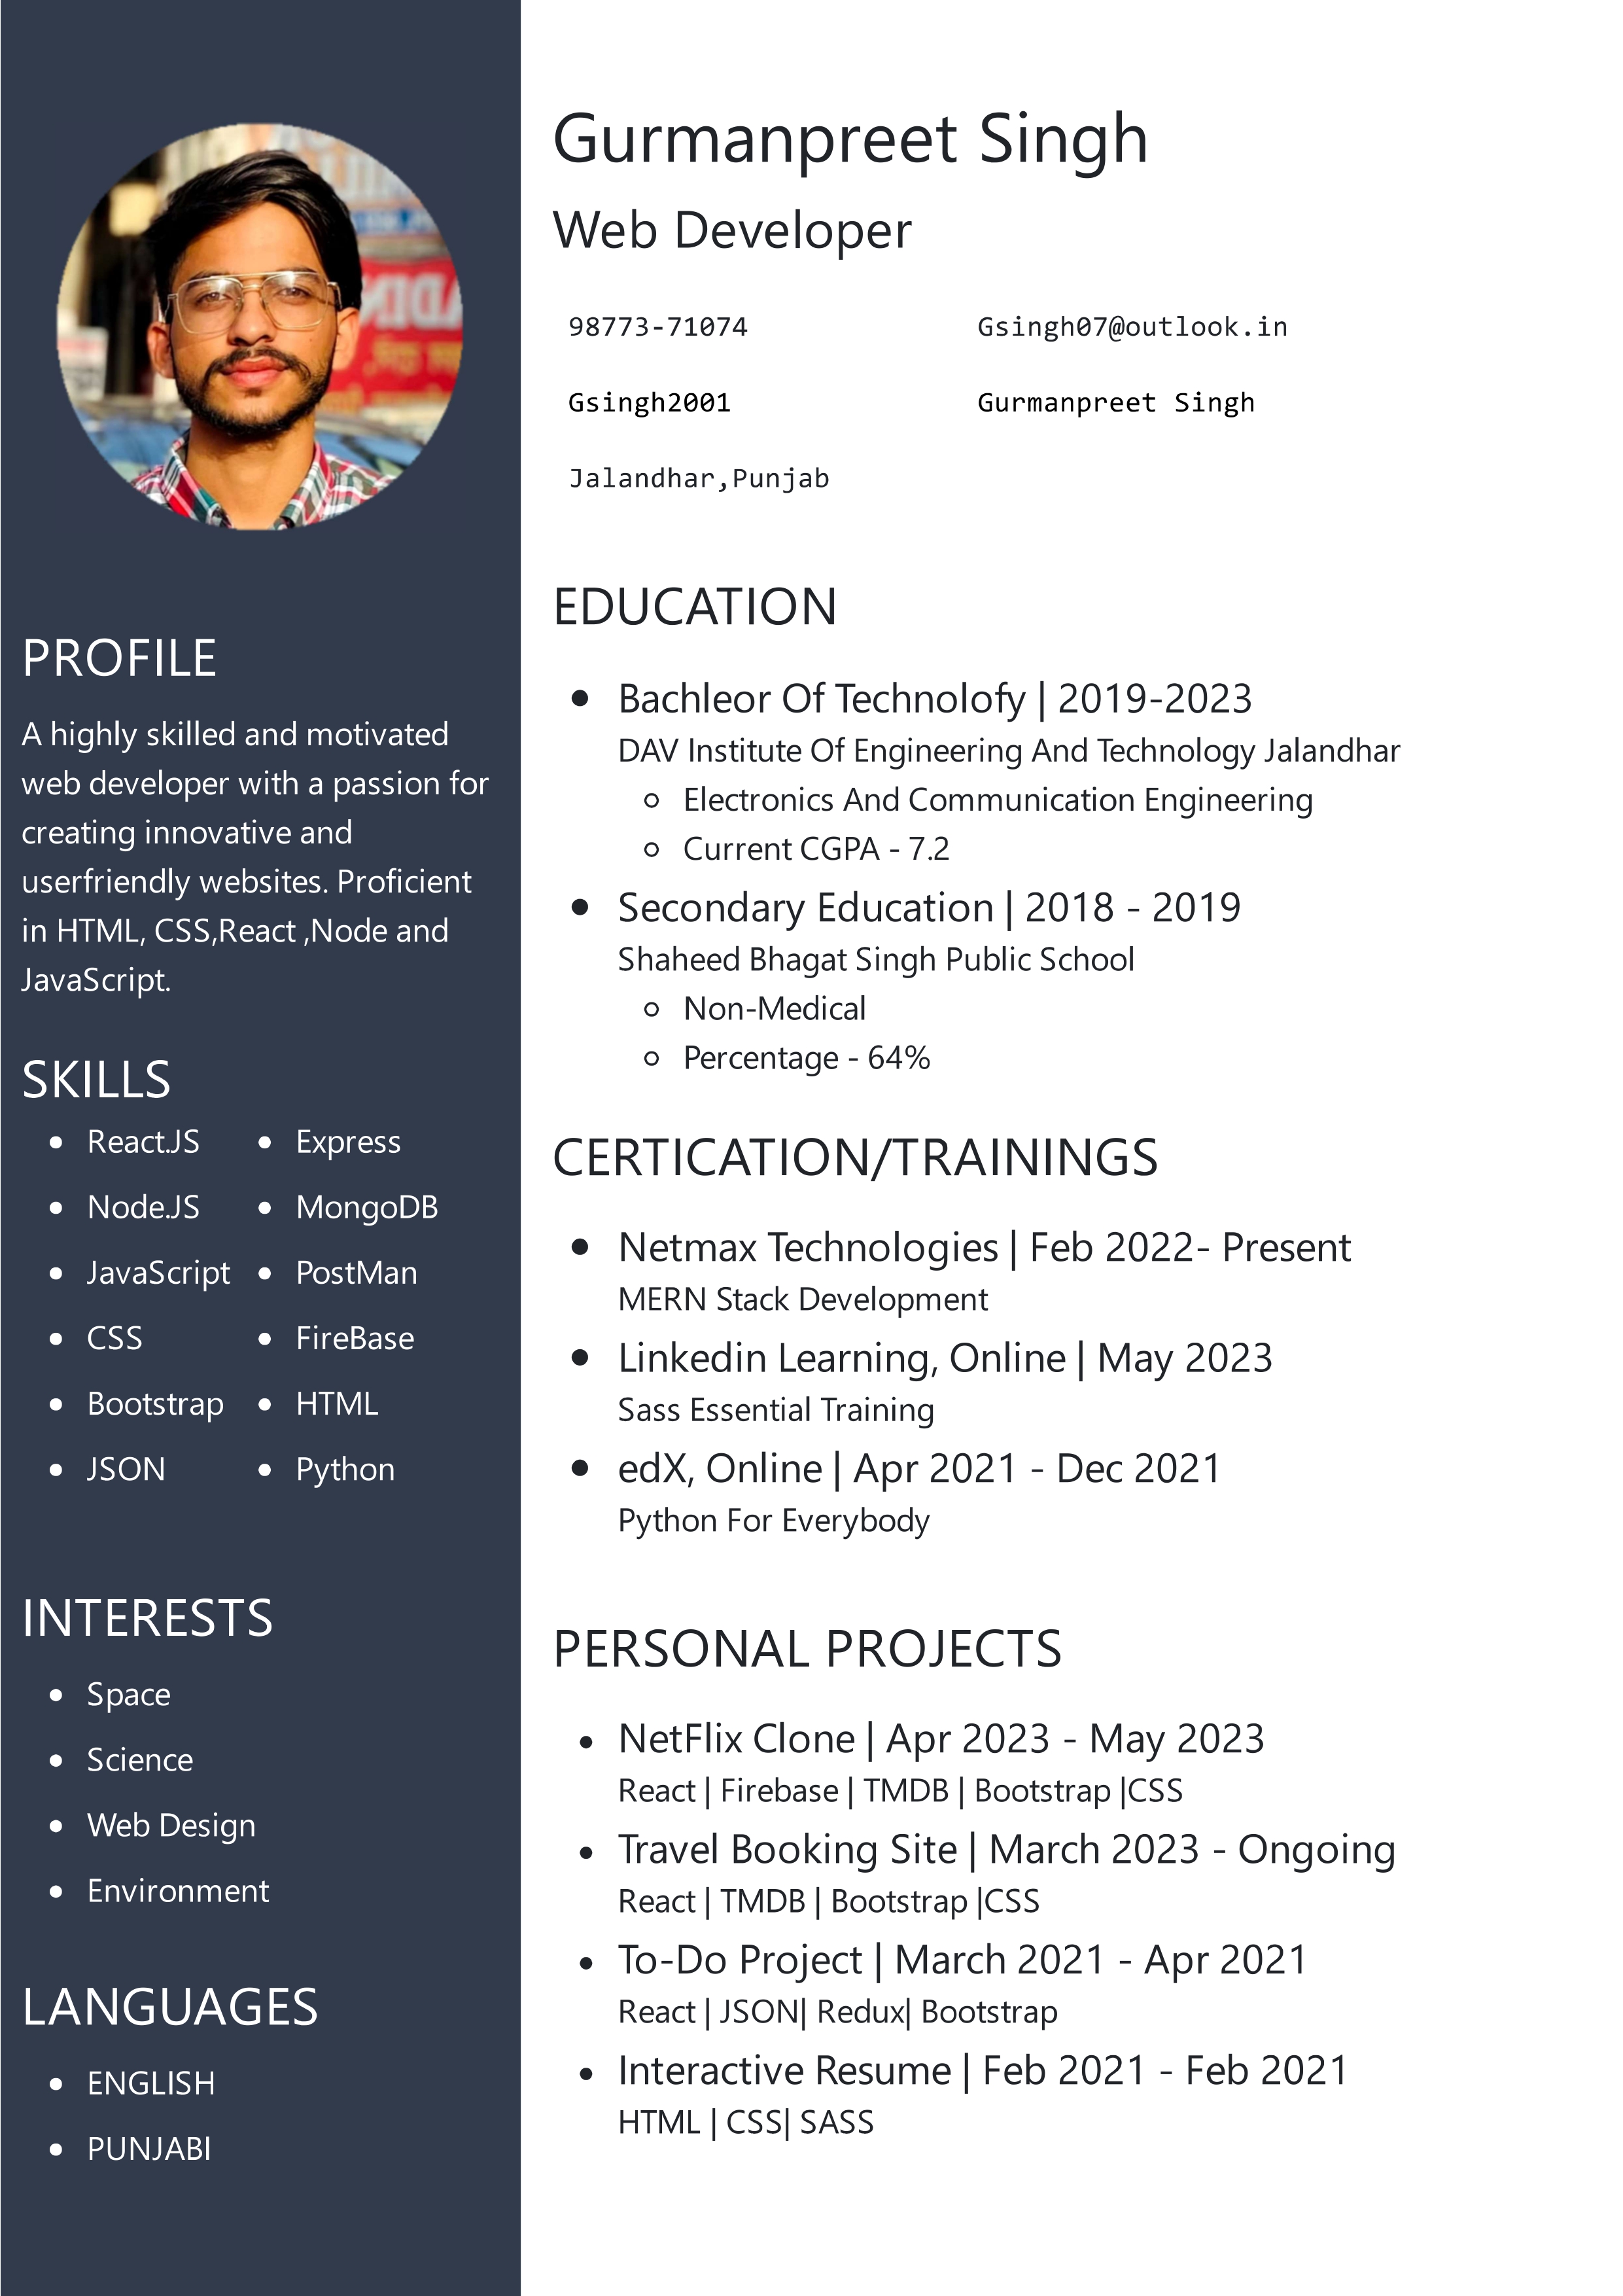 Gurmanpreet Singh
Web Developer
98773-71074
Gsingh07@outlook.in
Gsingh2001
Gurmanpreet Singh
Jalandhar,Punjab
PROFILE
A highly skilled and motivated
web developer with a passion for
creating innovative and
userfriendly websites. Proficient
in HTML, CSS,React ,Node and
JavaScript.
SKILLS
React.JS
Node.JS
JavaScript
CSS
Bootstrap
JSON
Express
MongoDB
PostMan
FireBase
HTML
Python
INTERESTS
Space
Science
Web Design
Environment
LANGUAGES
ENGLISH
PUNJABI
EDUCATION
Bachleor Of Technolofy | 2019-2023
DAV Institute Of Engineering And Technology Jalandhar
Electronics And Communication Engineering
Current CGPA - 7.2
Secondary Education | 2018 - 2019
Shaheed Bhagat Singh Public School
Non-Medical
Percentage - 64%
CERTICATION/TRAININGS
Netmax Technologies | Feb 2022- Present
MERN Stack Development
Linkedin Learning, Online | May 2023
Sass Essential Training
edX, Online | Apr 2021 - Dec 2021
Python For Everybody
PERSONAL PROJECTS
NetFlix Clone | Apr 2023 - May 2023
React | Firebase | TMDB | Bootstrap |CSS
Travel Booking Site | March 2023 - Ongoing
React | TMDB | Bootstrap |CSS
To-Do Project | March 2021 - Apr 2021
React | JSON| Redux| Bootstrap
Interactive Resume | Feb 2021 - Feb 2021
HTML | CSS| SASS